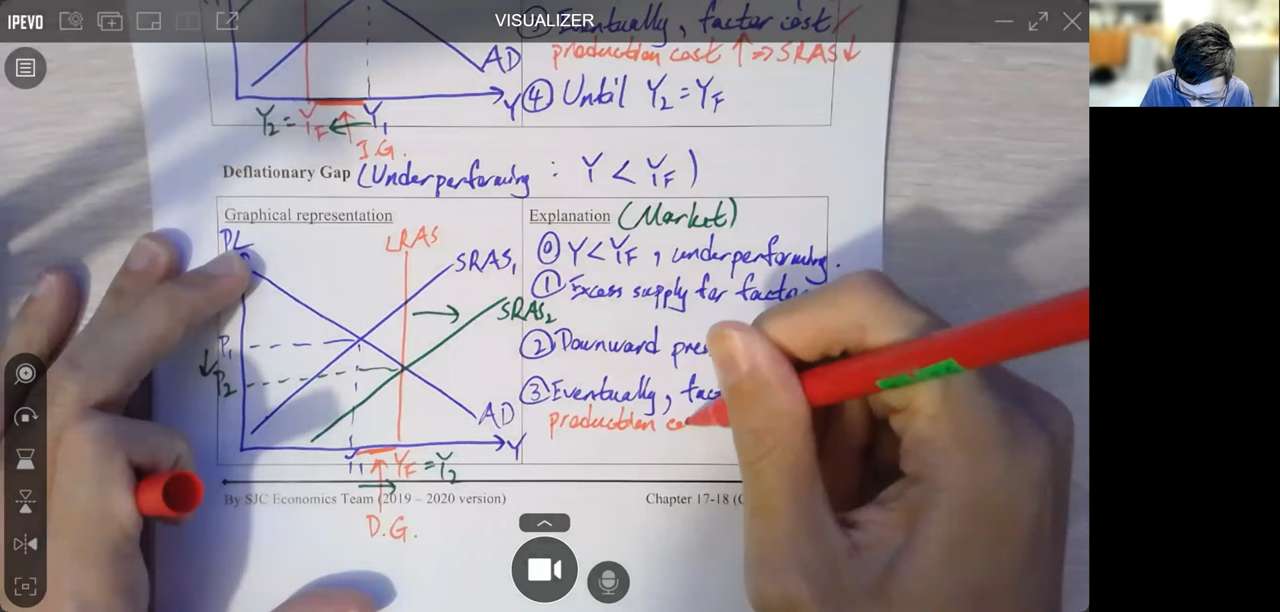 IPEVO
VISUALIZER
③ Eventually, factor cost /
production cost ↑ ⇒ SRAS ↓
AD
④ Until Y2 = YF
Y
Y2 = YF Y1
I.G.
Deflationary Gap (Underperforming : Y < YF)
Graphical representation
Explanation (Market)
PL
LRAS
SRAS1
SRAS2
P1
P2
AD
Y
Y1 YF = Y2
D.G.
⓪ Y < YF, underperforming.
① Excess supply for
② Downward
③ Eventually,
production
By SJC Economics Team (2019 – 2020 version)
Chapter 17-18